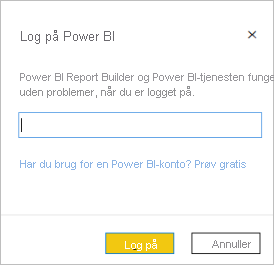 Log på Power BI
Power BI Report Builder og Power BI-tjenesten funge
uden problemer, når du er logget på.
Har du brug for en Power BI-konto? Prøv gratis
Log på
Annuller